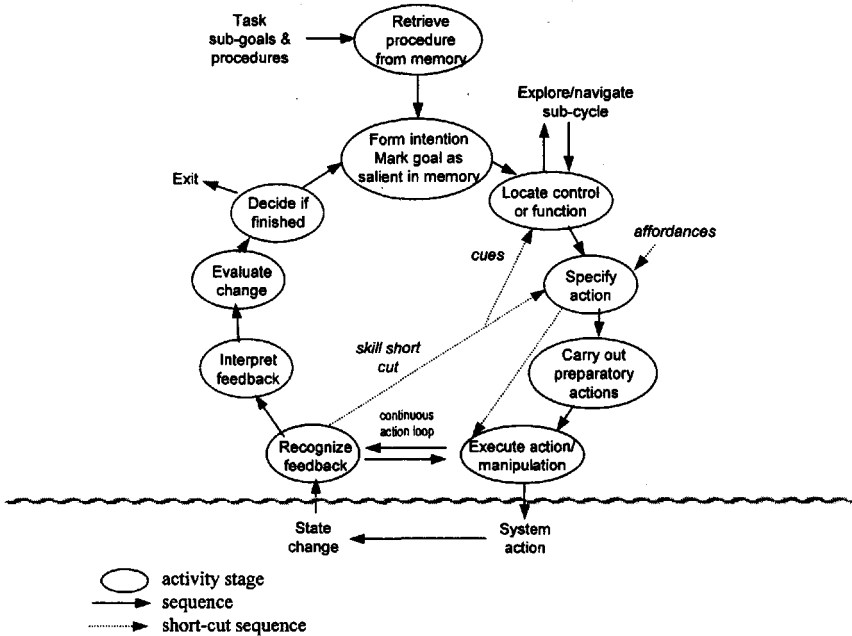 Task
sub-goals &
procedures
Retrieve
procedure
from memory
Explore/navigate
sub-cycle
Form intention
Mark goal as
salient in memory
Exit
Decide if
finished
Locate control
or function
affordances
cues
Evaluate
change
Specify
action
skill short
cut
Interpret
feedback
Carry out
preparatory
actions
continuous
action loop
Recognize
feedback
Execute action/
manipulation
State
change
System
action
activity stage
sequence
short-cut sequence